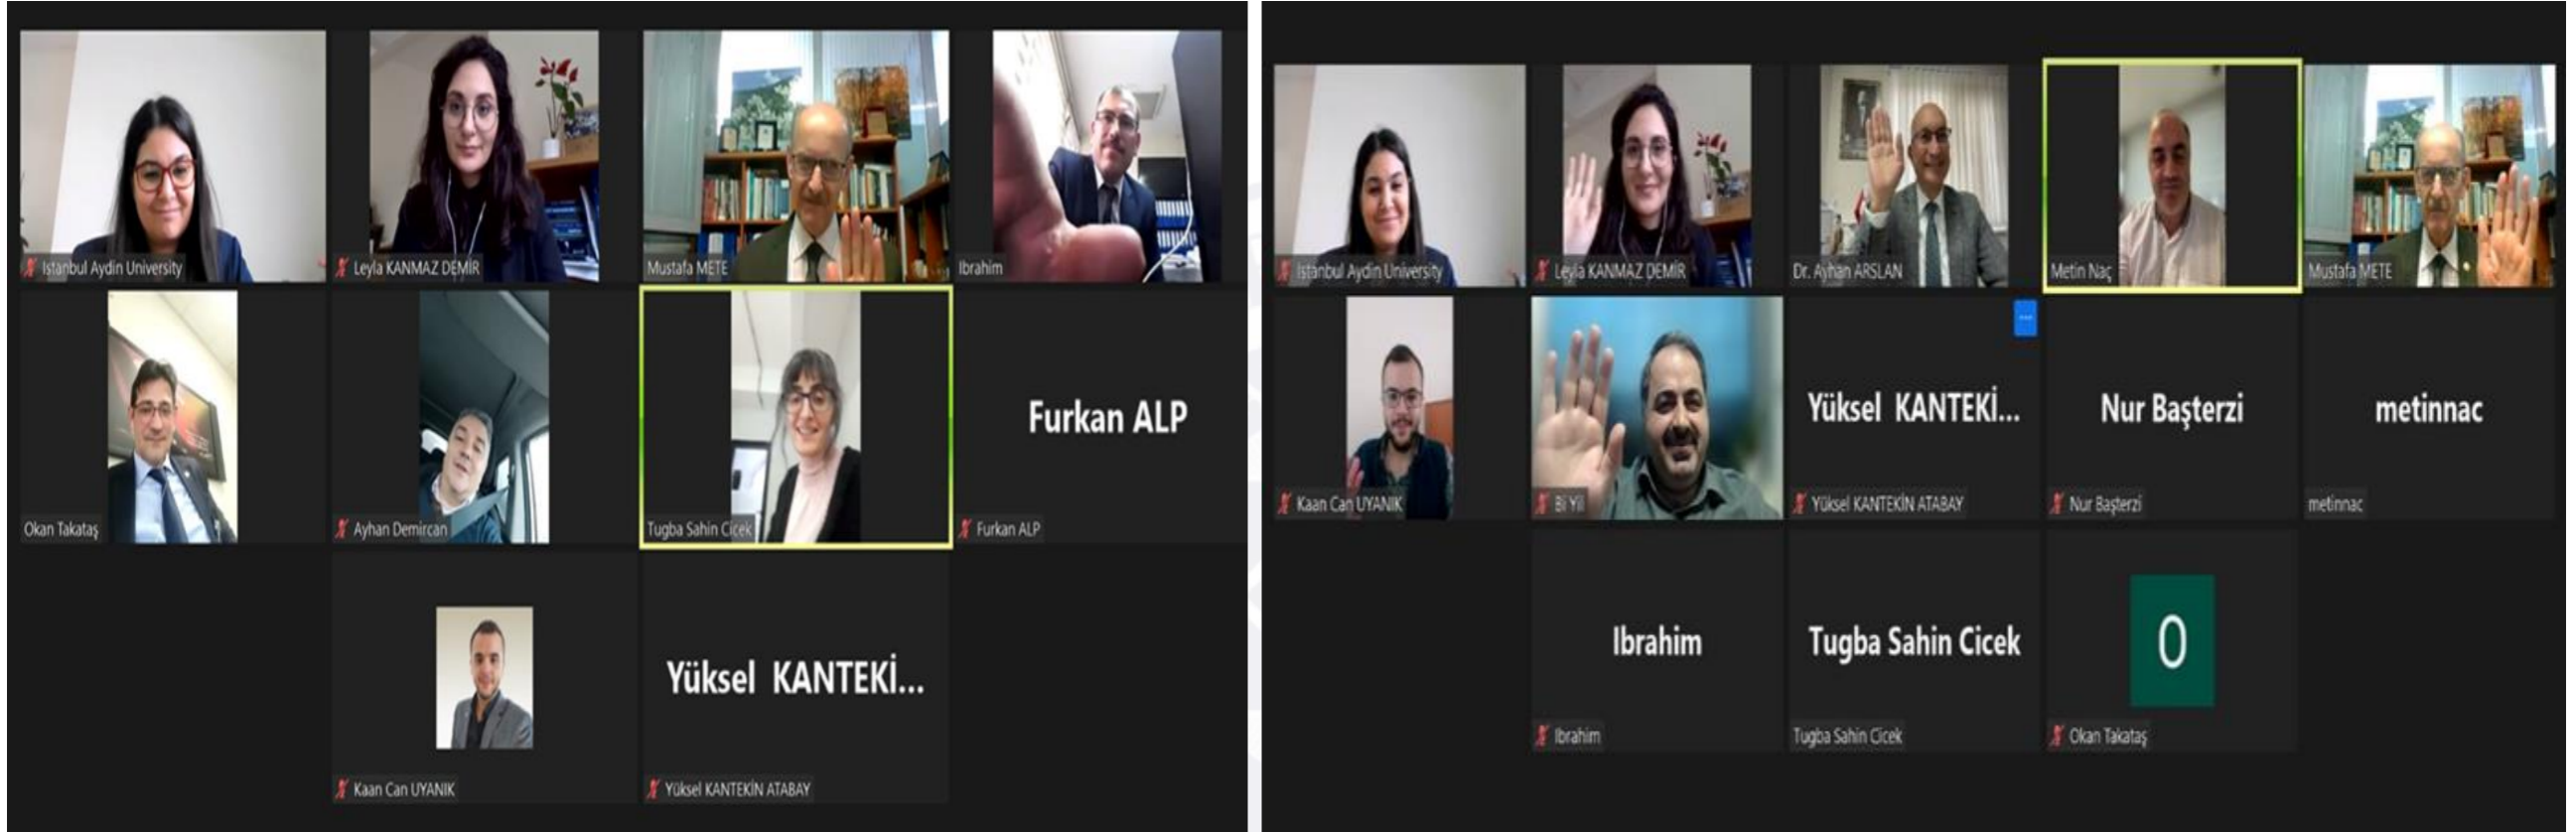 Istanbul Aydin University
Leyla KANMAZ DEMİR
Mustafa METE
Ibrahim
Okan Takataş
Ayhan Demircan
Tugba Sahin Cicek
Furkan ALP
Furkan ALP
Kaan Can UYANIK
Yüksel KANTEKİ...
Yüksel KANTEKİN ATABAY
Istanbul Aydin University
Leyla KANMAZ DEMİR
Dr. Ayhan ARSLAN
Metin Naç
Mustafa METE
Kaan Can UYANIK
Bi Yil
Yüksel KANTEKİ...
Yüksel KANTEKİN ATABAY
Nur Başterzi
Nur Başterzi
metinnac
metinnac
Ibrahim
Ibrahim
Tugba Sahin Cicek
Tugba Sahin Cicek
O
Okan Takataş